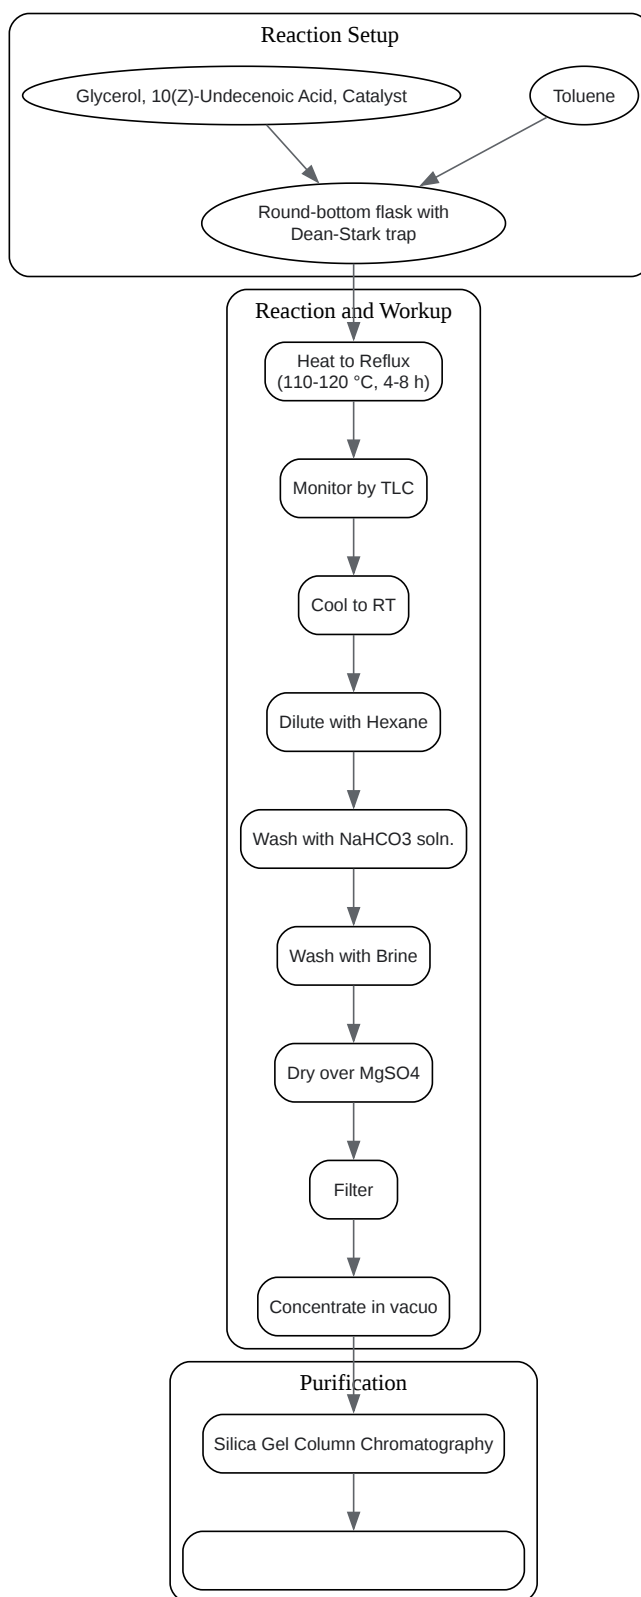 Reaction Setup
Glycerol, 10(Z)-Undecenoic Acid, Catalyst
Toluene
Round-bottom flask with
Dean-Stark trap
Reaction and Workup
Heat to Reflux
(110-120 °C, 4-8 h)
Monitor by TLC
Cool to RT
Dilute with Hexane
Wash with NaHCO3 soln.
Wash with Brine
Dry over MgSO4
Filter
Concentrate in vacuo
Purification
Silica Gel Column Chromatography